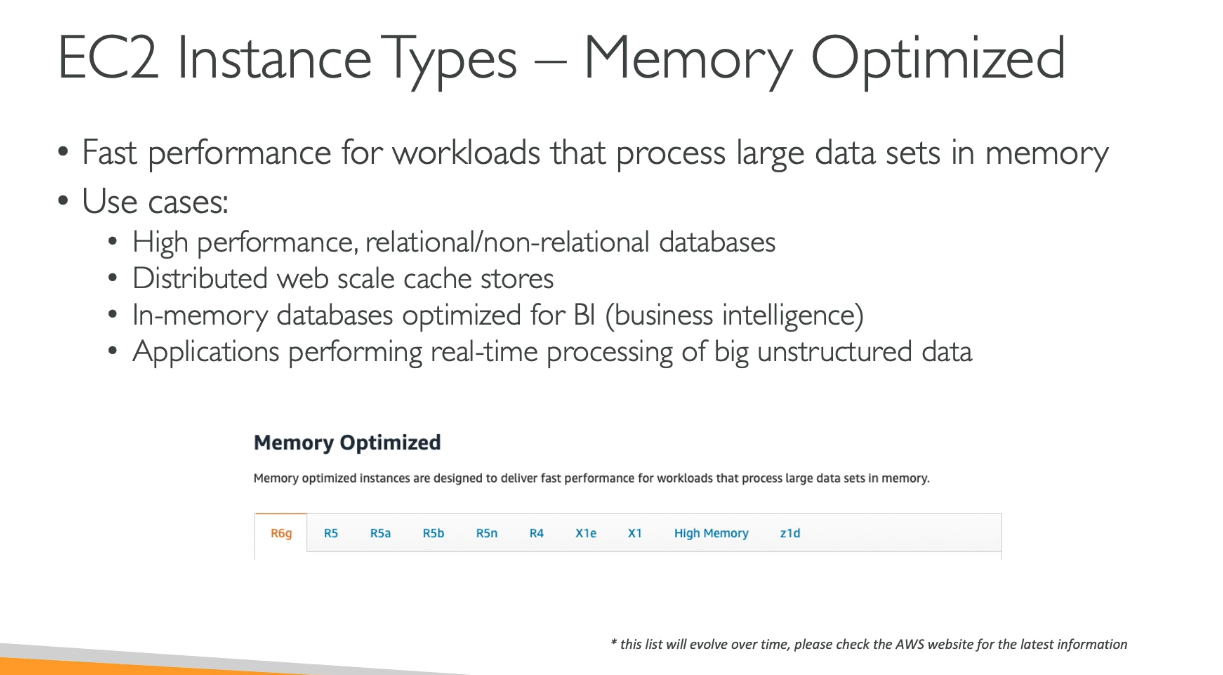 EC2 Instance Types – Memory Optimized
• Fast performance for workloads that process large data sets in memory
• Use cases:
• High performance, relational/non-relational databases
• Distributed web scale cache stores
• In-memory databases optimized for BI (business intelligence)
• Applications performing real-time processing of big unstructured data
Memory Optimized
Memory optimized instances are designed to deliver fast performance for workloads that process large data sets in memory.
R6g R5 R5a R5b R5n R4 X1e X1 High Memory z1d
* this list will evolve over time, please check the AWS website for the latest information